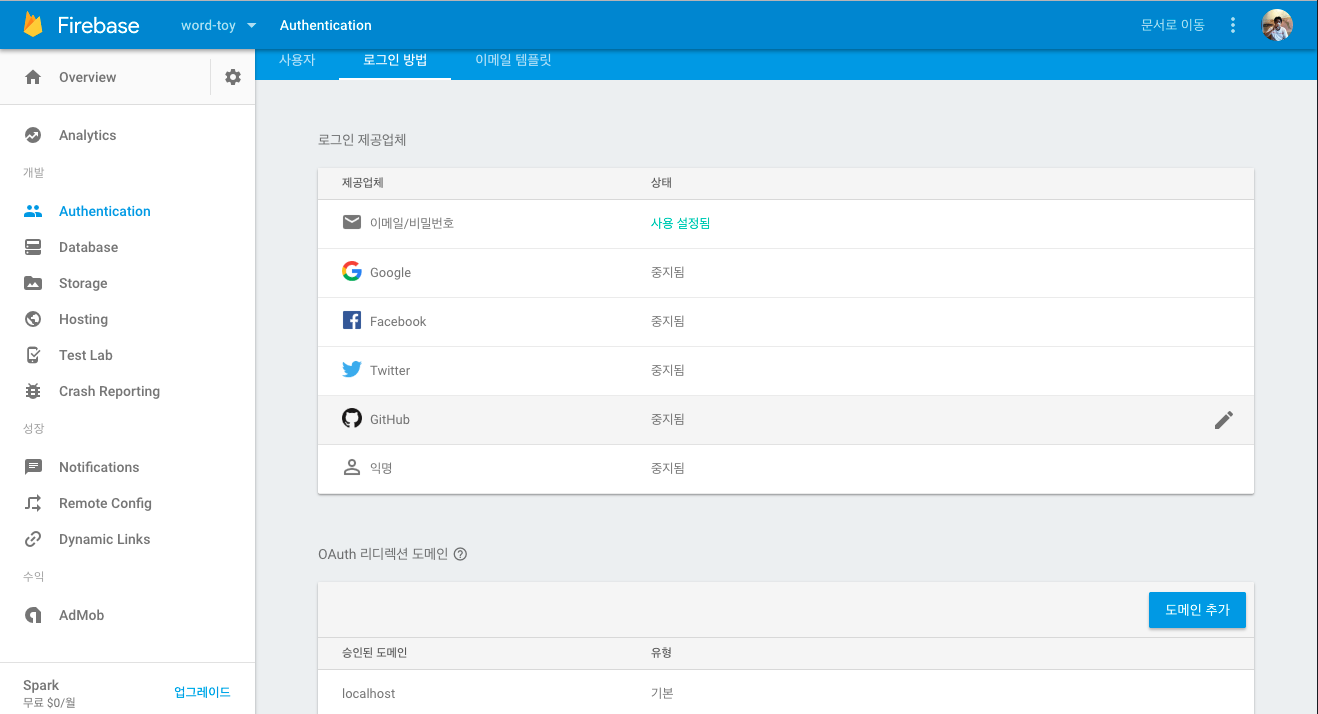 Firebase
word-toy
Authentication
문서로 이동
Overview
사용자
로그인 방법
이메일 템플릿
Analytics
개발
Authentication
Database
Storage
Hosting
Test Lab
Crash Reporting
성장
Notifications
Remote Config
Dynamic Links
수익
AdMob
Spark
무료 $0/월
업그레이드
로그인 제공업체
제공업체 상태
이메일/비밀번호 사용 설정됨
Google 중지됨
Facebook 중지됨
Twitter 중지됨
GitHub 중지됨
익명 중지됨
OAuth 리디렉션 도메인 ?
도메인 추가
승인된 도메인 유형
localhost 기본